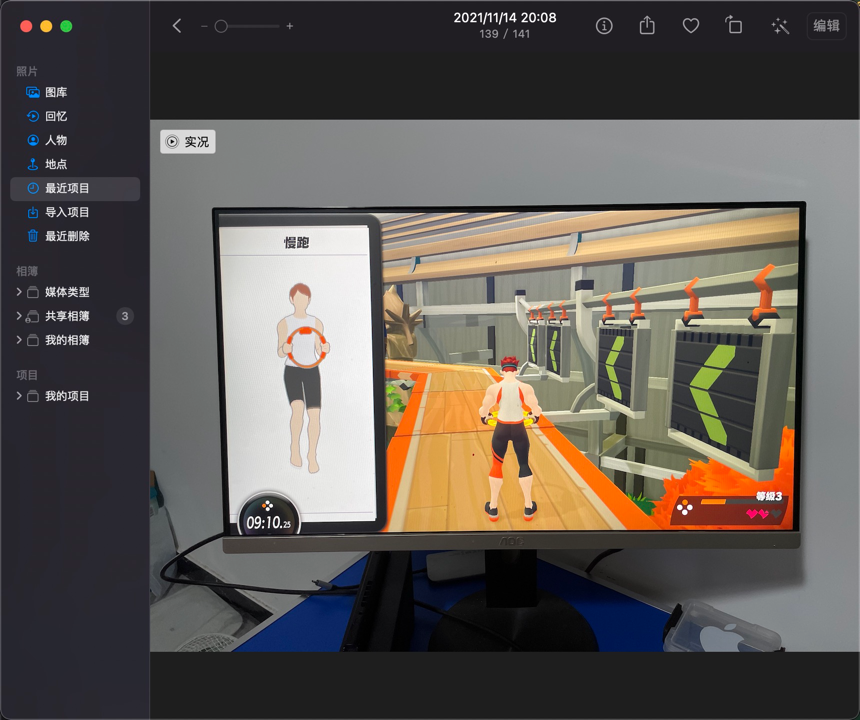 2021/11/14 20:08
139 / 141
编辑
照片
图库
回忆
人物
地点
最近项目
导入项目
最近删除
相簿
媒体类型
共享相簿
3
我的相簿
项目
我的项目
实况
慢跑
09:10.25
等级3
AOC